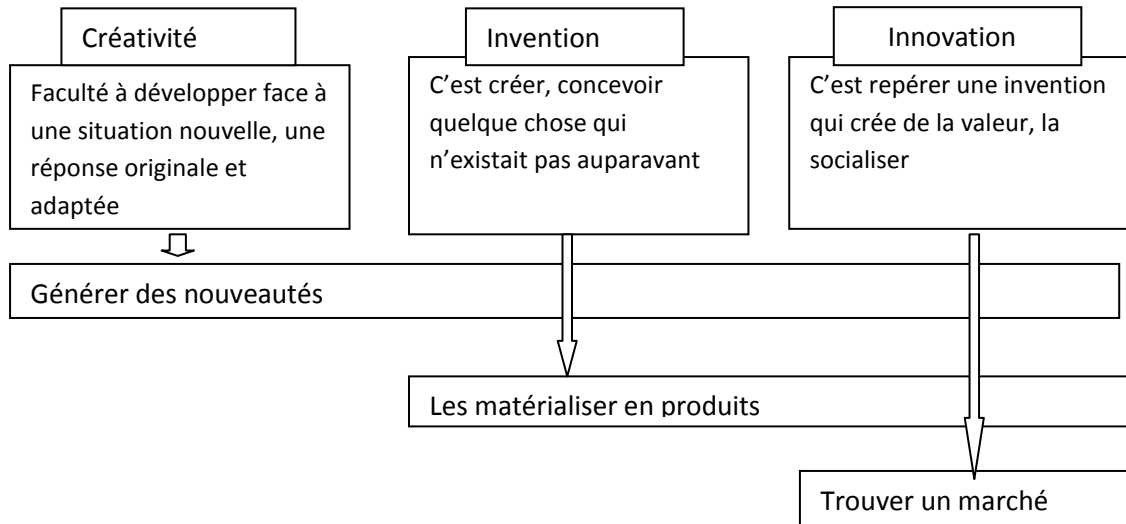 Créativité
Faculté à développer face à
une situation nouvelle, une
réponse originale et
adaptée
Invention
C’est créer, concevoir
quelque chose qui
n’existait pas auparavant
Innovation
C’est repérer une invention
qui crée de la valeur, la
socialiser
Générer des nouveautés
Les matérialiser en produits
Trouver un marché